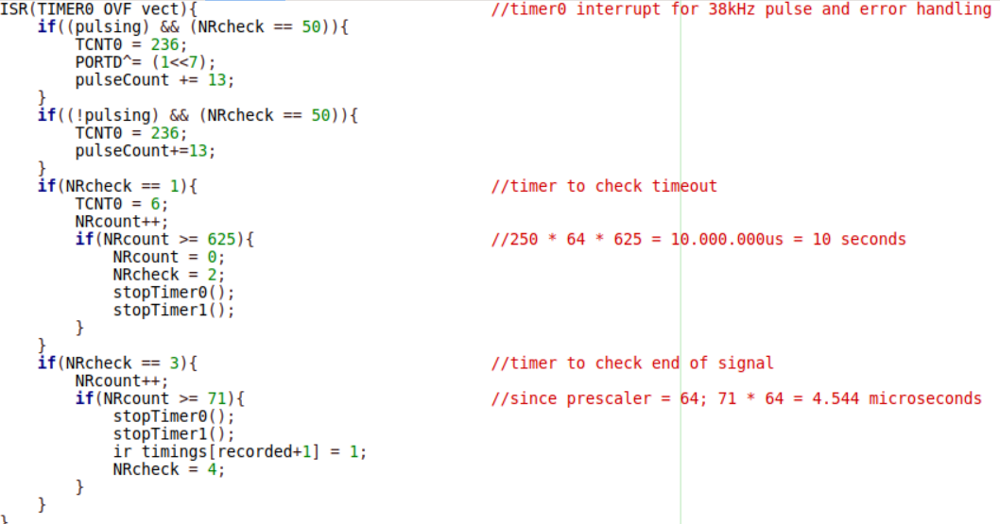 ISR(TIMER0 OVF vect){ //timer0 interrupt for 38kHz pulse and error handling
if((pulsing) && (NRcheck == 50)){
TCNT0 = 236;
PORTD^= (1<<7);
pulseCount += 13;
}
if((!pulsing) && (NRcheck == 50)){
TCNT0 = 236;
pulseCount+=13;
}
if(NRcheck == 1){ //timer to check timeout
TCNT0 = 6;
NRcount++;
if(NRcount >= 625){ //250 * 64 * 625 = 10.000.000us = 10 seconds
NRcount = 0;
NRcheck = 2;
stopTimer0();
stopTimer1();
}
}
if(NRcheck == 3){ //timer to check end of signal
NRcount++;
if(NRcount >= 71){ //since prescaler = 64; 71 * 64 = 4.544 microseconds
stopTimer0();
stopTimer1();
ir timings[recorded+1] = 1;
NRcheck = 4;
}
}
}